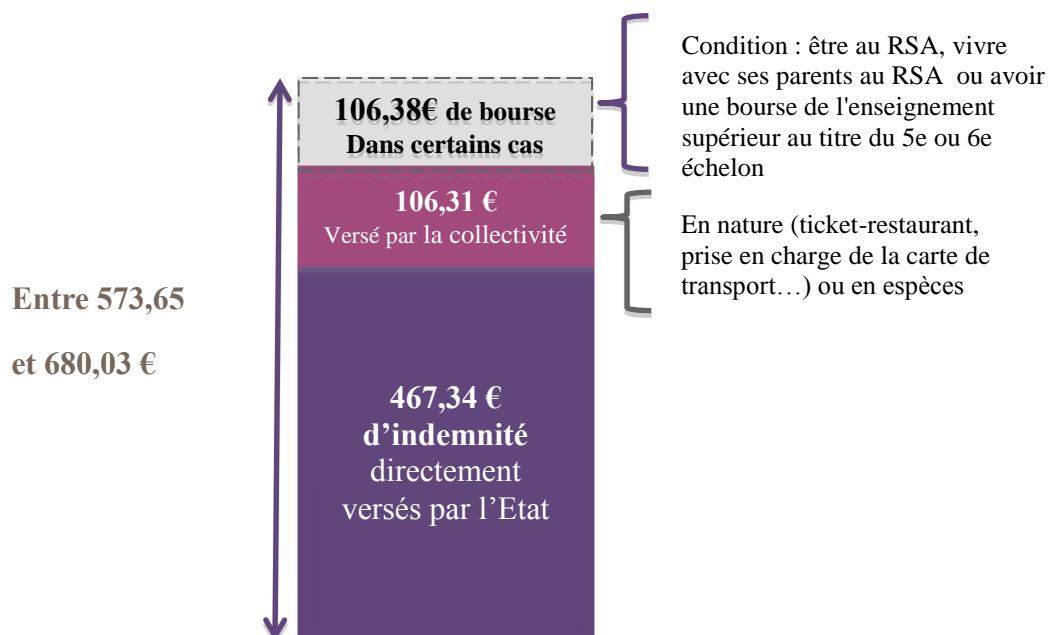 Condition : être au RSA, vivre
avec ses parents au RSA ou avoir
une bourse de l'enseignement
supérieur au titre du 5e ou 6e
échelon
106,38€ de bourse
Dans certains cas
106,31 €
Versé par la collectivité
En nature (ticket-restaurant,
prise en charge de la carte de
transport…) ou en espèces
Entre 573,65
et 680,03 €
467,34 €
d’indemnité
directement
versés par l’Etat